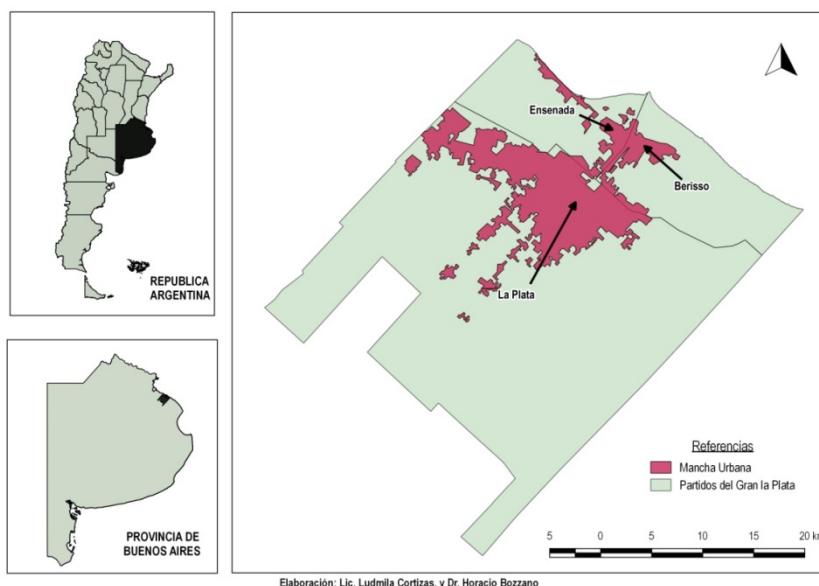 REPUBLICA
ARGENTINA
PROVINCIA DE
BUENOS AIRES
Ensenada
Berisso
La Plata
Referencias
Mancha Urbana
Partidos del Gran la Plata
5 0 5 10 15 20 km
Elaboración: Lic. Ludmila Cortizas, y Dr. Horacio Bozzano